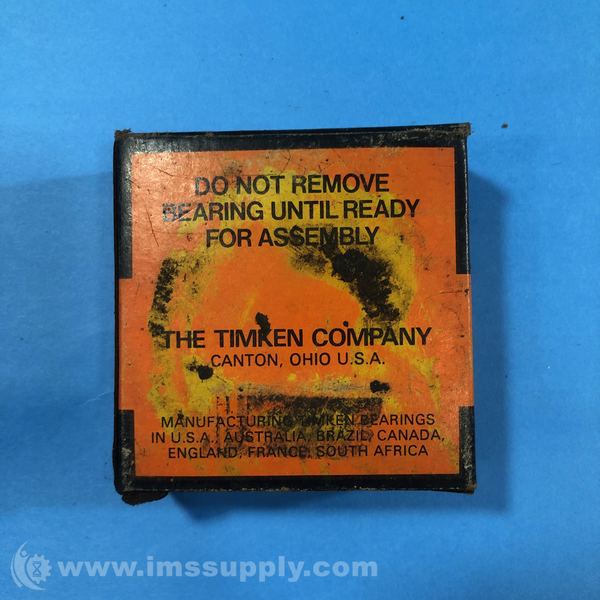 DO NOT REMOVE
BEARING UNTIL READY
FOR ASSEMBLY
THE TIMKEN COMPANY
CANTON, OHIO U.S.A.
MANUFACTURING TIMKEN BEARINGS
IN U.S.A., AUSTRALIA, BRAZIL, CANADA,
ENGLAND, FRANCE, SOUTH AFRICA
www.imssupply.com